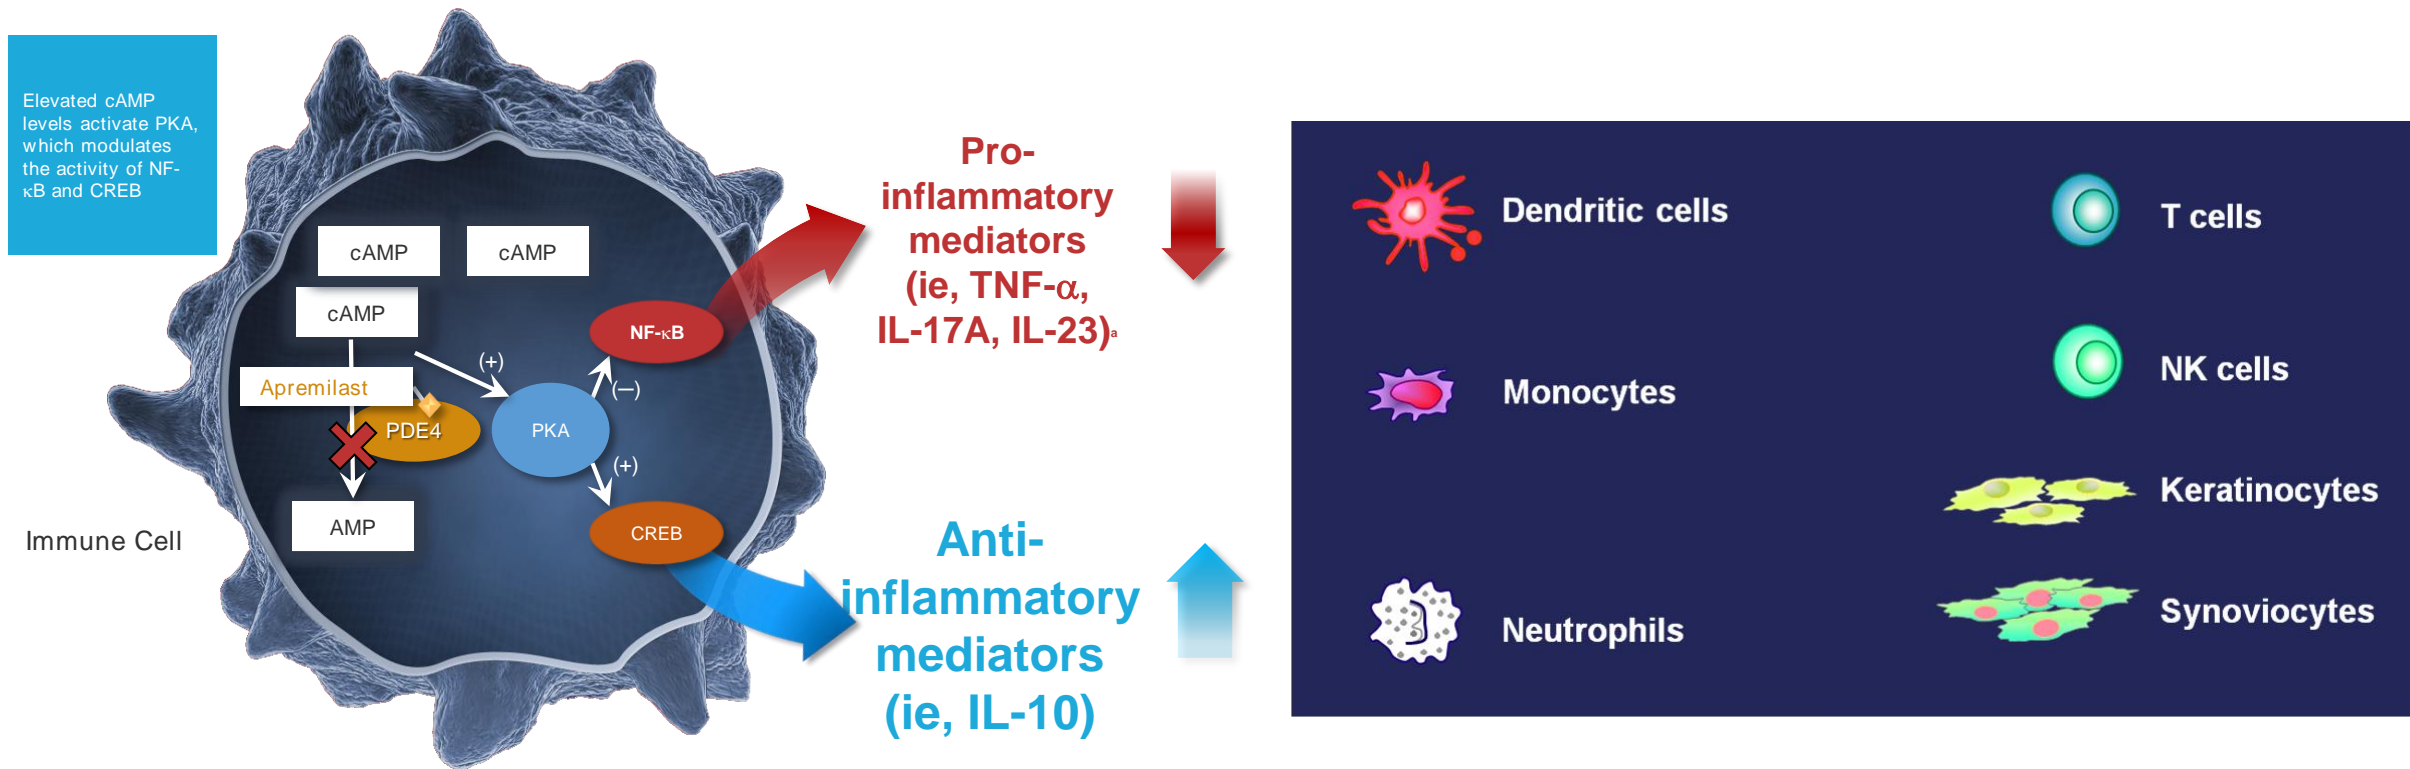 Elevated cAMP
levels activate PKA,
which modulates
the activity of NF-
κB and CREB
Immune Cell
cAMP
cAMP
cAMP
Apremilast
PDE4
AMP
(+)
PKA
(–)
(+)
NF-κB
CREB
Pro-
inflammatory
mediators
(ie, TNF-α,
IL-17A, IL-23)a
Anti-
inflammatory
mediators
(ie, IL-10)
Dendritic cells
Monocytes
Neutrophils
T cells
NK cells
Keratinocytes
Synoviocytes